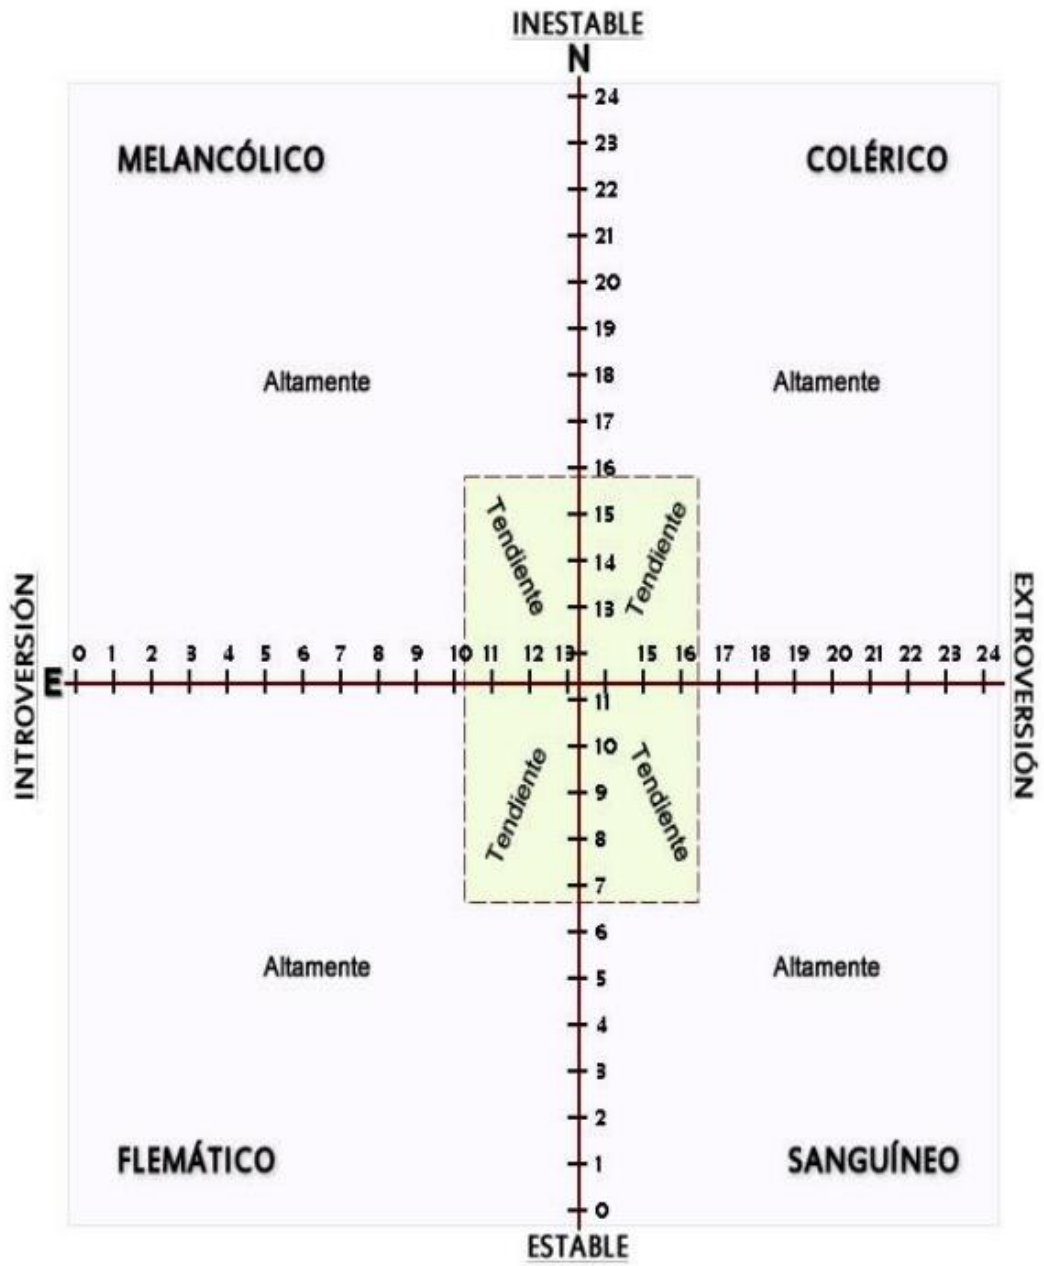 INESTABLE
N
24
23
MELANCÓLICO COLÉRICO
22
21
20
19
Altamente 18 Altamente
17
16
15
Tendiente Tendiente
14
13
0 1 2 3 4 5 6 7 8 9 10 11 12 13 15 16 17 18 19 20 21 22 23 24
INTROVERSIÓN
E
EXTROVERSIÓN
11
10
Tendiente Tendiente
9
8
7
6
Altamente Altamente
5
4
3
2
FLEMÁTICO 1 SANGUÍNEO
0
ESTABLE